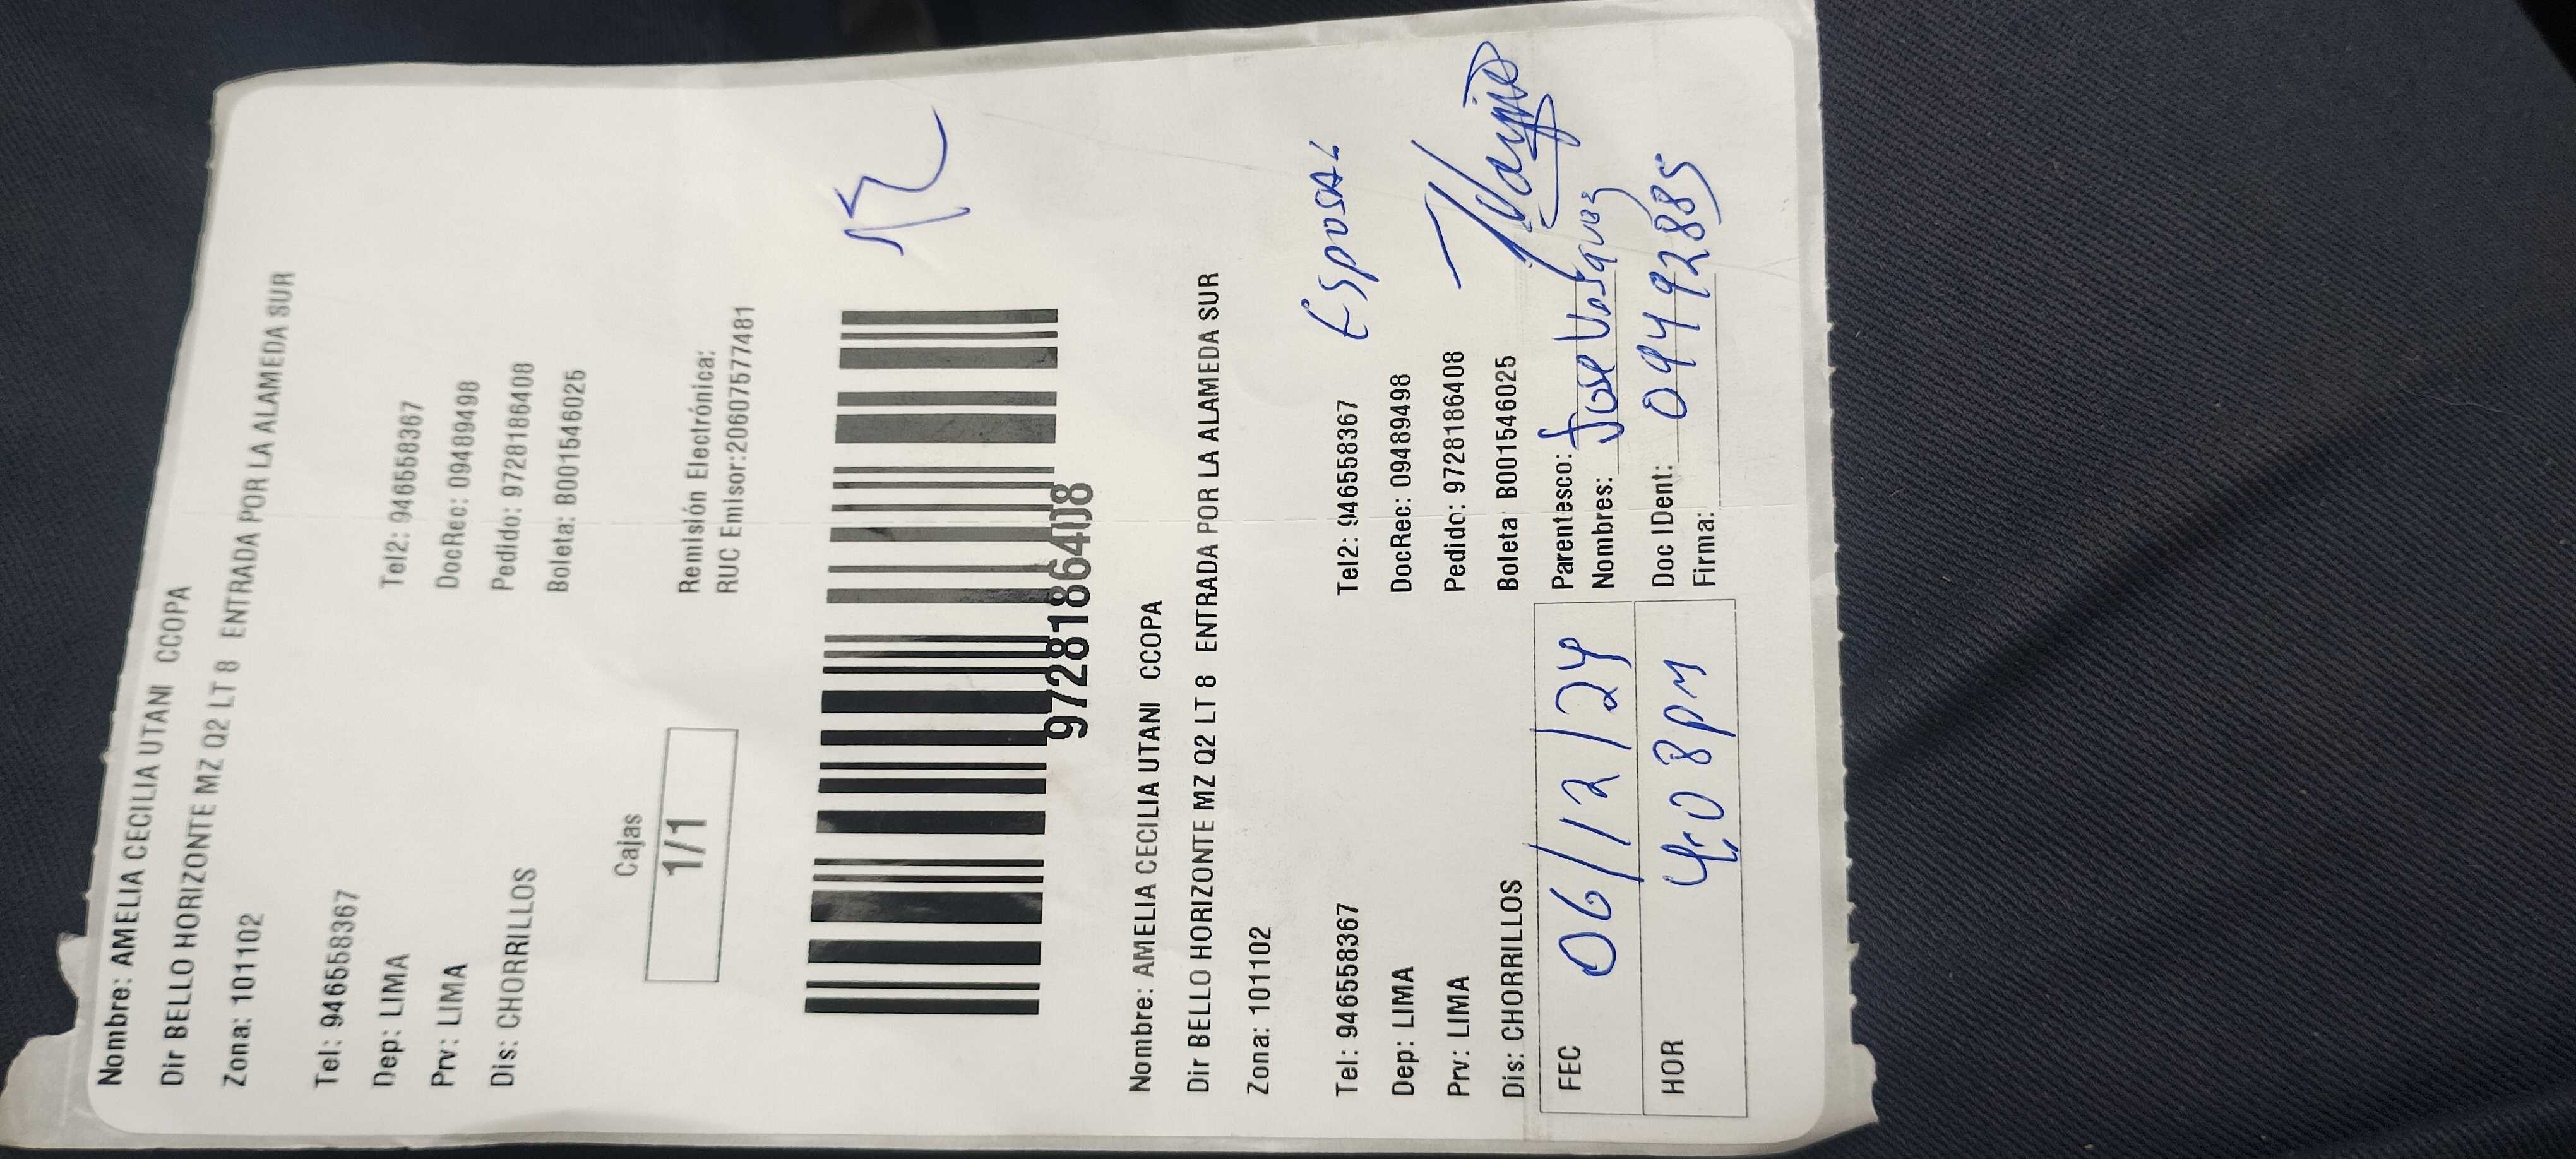 Nombre: AMELIA CECILIA UTANI CCOPA
Dir BELLO HORIZONTE MZ Q2 LT 8 ENTRADA POR LA ALAMEDA SUR
Zona: 101102
Tel: 946558367 Tel2: 946558367
Dep: LIMA DocRec: 09489498
Prv: LIMA Pedido: 9728186408
Dis: CHORRILLOS Boleta: B001546025
Cajas
1/1
Remisión Electrónica:
RUC Emisor:20607577481
9728186408
Nombre: AMELIA CECILIA UTANI CCOPA
Dir BELLO HORIZONTE MZ Q2 LT 8 ENTRADA POR LA ALAMEDA SUR
Zona: 101102
Tel: 946558367 Tel2: 946558367
Dep: LIMA DocRec: 09489498
Prv: LIMA Pedido: 9728186408
Dis: CHORRILLOS Boleta B001546025
FEC 06/12/24 Parentesco:
Nombres: Jose Vasquez
HOR 4:08 pm Doc IDent: 09492885
Firma: